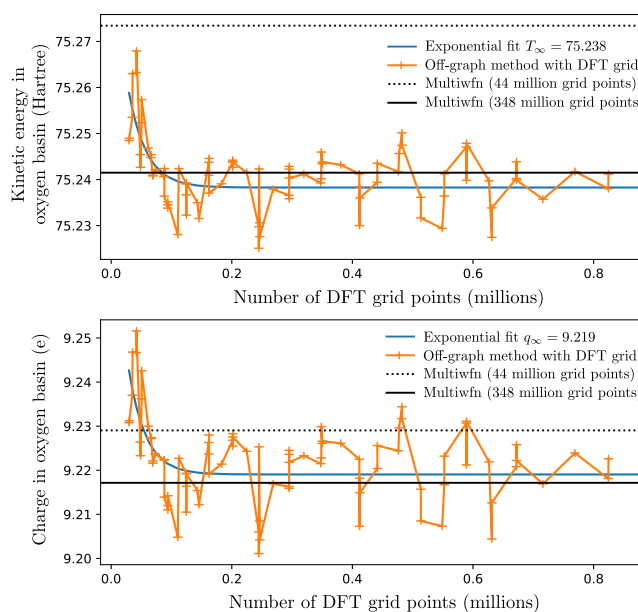 75.27
75.26
75.25
75.24
75.23
Kinetic energy in
oxygen basin (Hartree)
Exponential fit T∞ = 75.238
Off-graph method with DFT grid
Multiwfn (44 million grid points)
Multiwfn (348 million grid points)
0.0 0.2 0.4 0.6 0.8
Number of DFT grid points (millions)
9.25
9.24
9.23
9.22
9.21
9.20
Charge in oxygen basin (e)
Exponential fit q∞ = 9.219
Off-graph method with DFT grid
Multiwfn (44 million grid points)
Multiwfn (348 million grid points)
0.0 0.2 0.4 0.6 0.8
Number of DFT grid points (millions)